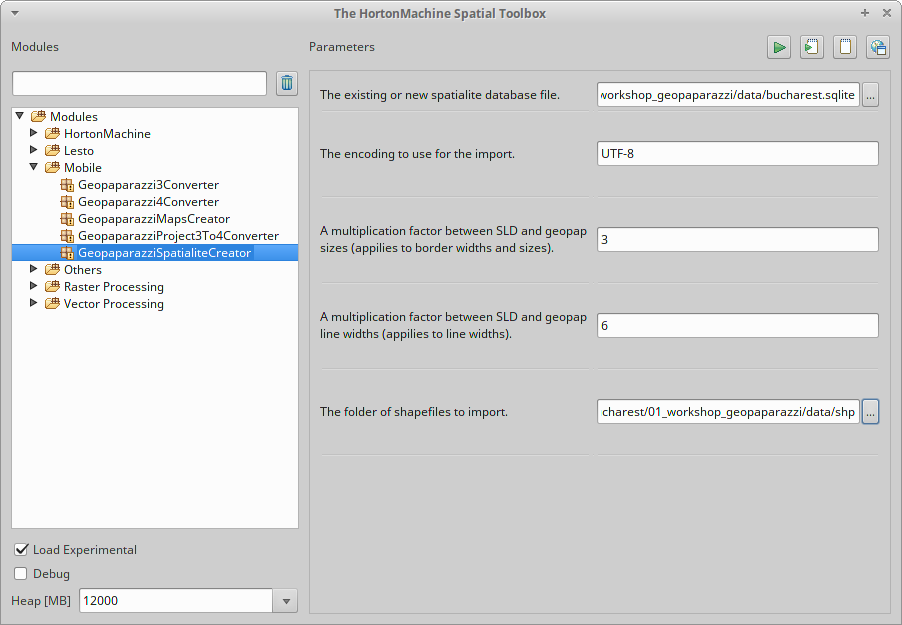 The HortonMachine Spatial Toolbox
Modules
Parameters
Modules
HortonMachine
Lesto
Mobile
Geopaparazzi3Converter
Geopaparazzi4Converter
GeopaparazziMapsCreator
GeopaparazziProject3To4Converter
GeopaparazziSpatialiteCreator
Others
Raster Processing
Vector Processing
Load Experimental
Debug
Heap [MB] 12000
The existing or new spatialite database file. workshop_geopaparazzi/data/bucharest.sqlite ...
The encoding to use for the import. UTF-8
A multiplication factor between SLD and geopap
sizes (appilies to border widths and sizes). 3
A multiplication factor between SLD and geopap
line widths (appilies to line widths). 6
The folder of shapefiles to import. charest/01_workshop_geopaparazzi/data/shp ...